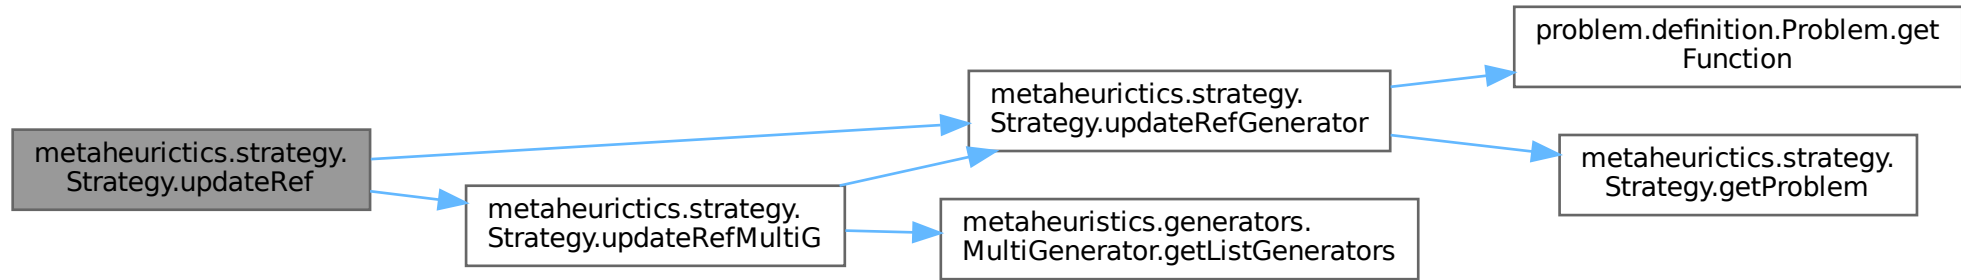 metaheurictics.strategy.
Strategy.updateRef
metaheurictics.strategy.
Strategy.updateRefMultiG
metaheurictics.strategy.
Strategy.updateRefGenerator
metaheuristics.generators.
MultiGenerator.getListGenerators
problem.definition.Problem.get
Function
metaheurictics.strategy.
Strategy.getProblem